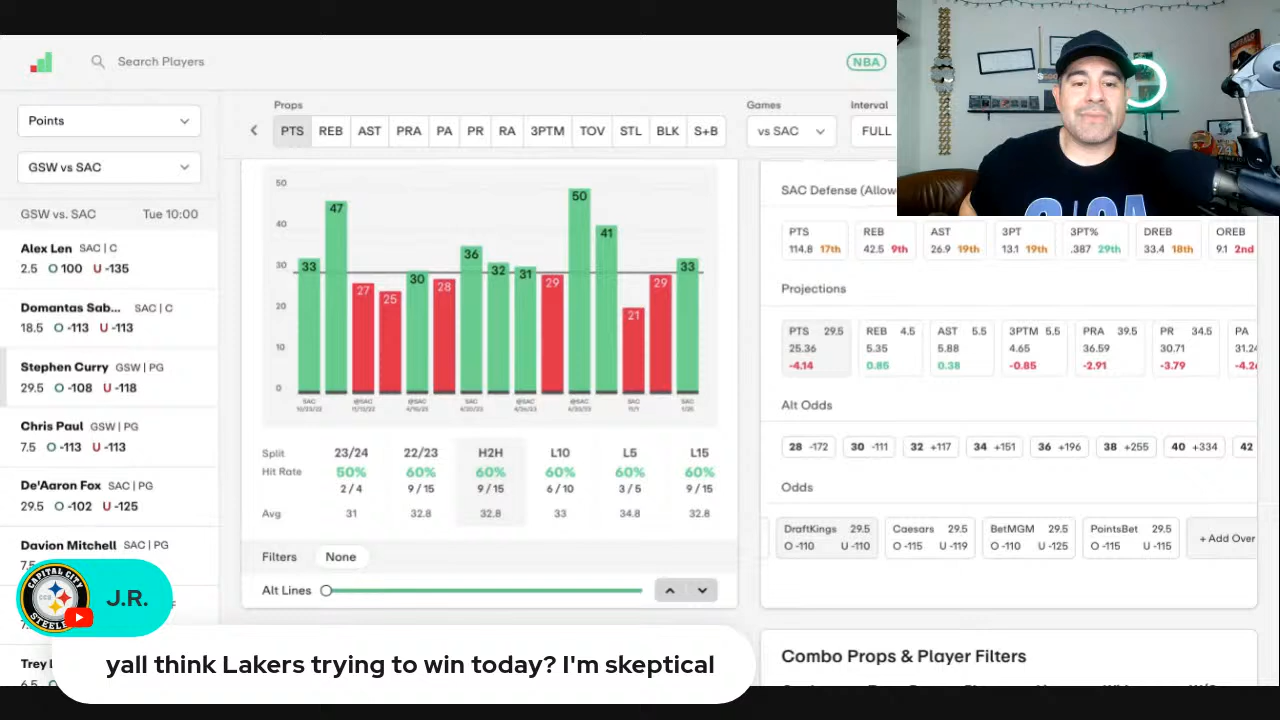 Search Players
NBA
Points
GSW vs SAC
GSW vs. SAC Tue 10:00
Alex Len SAC | C
2.5 O 100 U -135
Domantas Sab... SAC | C
18.5 O -113 U -113
Stephen Curry GSW | PG
29.5 O -108 U -118
Chris Paul GSW | PG
7.5 O -113 U -113
De'Aaron Fox SAC | PG
29.5 O -102 U -125
Davion Mitchell SAC | PG
Props
PTS REB AST PRA PA PR RA 3PTM TOV STL BLK S+B
Games
vs SAC
Interval
FULL
50
40
30
20
10
0
33 47 27 25 30 28 36 32 31 29 50 41 21 29 33
Split 23/24 22/23 H2H L10 L5 L15
Hit Rate 50% 60% 60% 60% 60% 60%
2 / 4 9 / 15 9 / 15 6 / 10 3 / 5 9 / 15
Avg 31 32.8 32.8 33 34.8 32.8
Filters None
Alt Lines
SAC Defense (Allow
PTS REB AST 3PT 3PT% DREB OREB
114.8 17th 42.5 9th 26.9 19th 13.1 19th .387 29th 33.4 18th 9.1 2nd
Projections
PTS 29.5 REB 4.5 AST 5.5 3PTM 5.5 PRA 39.5 PR 34.5 PA
25.36 5.35 5.88 4.65 36.59 30.71 31.24
-4.14 0.85 0.38 -0.85 -2.91 -3.79 -4.26
Alt Odds
28 -172 30 -111 32 +117 34 +151 36 +196 38 +255 40 +334 42
Odds
DraftKings 29.5 Caesars 29.5 BetMGM 29.5 PointsBet 29.5
O -110 U -110 O -115 U -119 O -110 U -125 O -115 U -115
+ Add Over
Combo Props & Player Filters
CAPITAL CITY
J.R.
yall think Lakers trying to win today? I'm skeptical